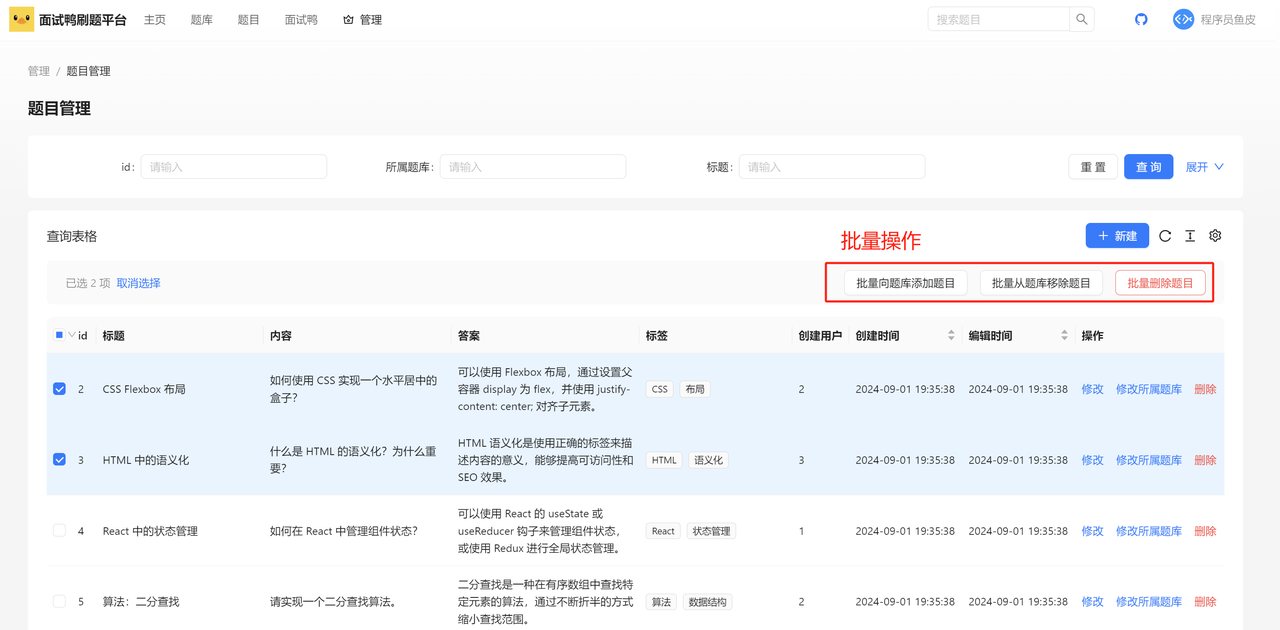 面试鸭刷题平台 主页 题库 题目 面试鸭 管理 搜索题目 程序员鱼皮
管理 / 题目管理
题目管理
id: 请输入 所属题库: 请输入 标题: 请输入 重 置 查 询 展开
查询表格 批量操作 新建
已选 2 项 取消选择 批量向题库添加题目 批量从题库移除题目 批量删除题目
id 标题 内容 答案 标签 创建用户 创建时间 编辑时间 操作
2 CSS Flexbox 布局 如何使用 CSS 实现一个水平居中的
盒子?
可以使用 Flexbox 布局，通过设置父
容器 display 为 flex，并使用 justify-
content: center; 对齐子元素。
CSS 布局 2 2024-09-01 19:35:38 2024-09-01 19:35:38 修改 修改所属题库 删除
3 HTML 中的语义化 什么是 HTML 的语义化？为什么重
要?
HTML 语义化是使用正确的标签来描
述内容的意义，能够提高可访问性和
SEO 效果。
HTML 语义化 3 2024-09-01 19:35:38 2024-09-01 19:35:38 修改 修改所属题库 删除
4 React 中的状态管理 如何在 React 中管理组件状态?
可以使用 React 的 useState 或
useReducer 钩子来管理组件状态，
或使用 Redux 进行全局状态管理。
React 状态管理 1 2024-09-01 19:35:38 2024-09-01 19:35:38 修改 修改所属题库 删除
5 算法：二分查找 请实现一个二分查找算法。
二分查找是一种在有序数组中查找特
定元素的算法，通过不断折半的方式
缩小查找范围。
算法 数据结构 2 2024-09-01 19:35:38 2024-09-01 19:35:38 修改 修改所属题库 删除